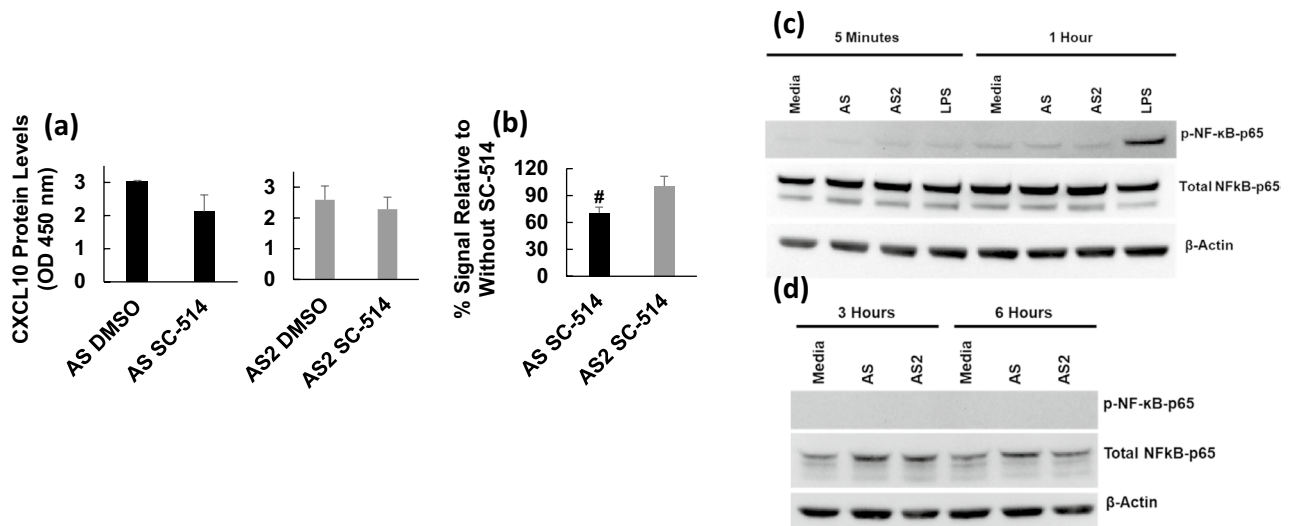 (a)
CXCL10 Protein Levels
(OD 450 nm)
3
2
1
0
AS DMSO
AS SC-514
3
2
1
0
AS2 DMSO
AS2 SC-514
(b)
% Signal Relative to
Without SC-514
120
90
60
30
0
#
AS SC-514
AS2 SC-514
(c)
5 Minutes
1 Hour
Media
AS
AS2
LPS
Media
AS
AS2
LPS
p-NF-κB-p65
Total NFkB-p65
β-Actin
(d)
3 Hours
6 Hours
Media
AS
AS2
Media
AS
AS2
p-NF-κB-p65
Total NFkB-p65
β-Actin